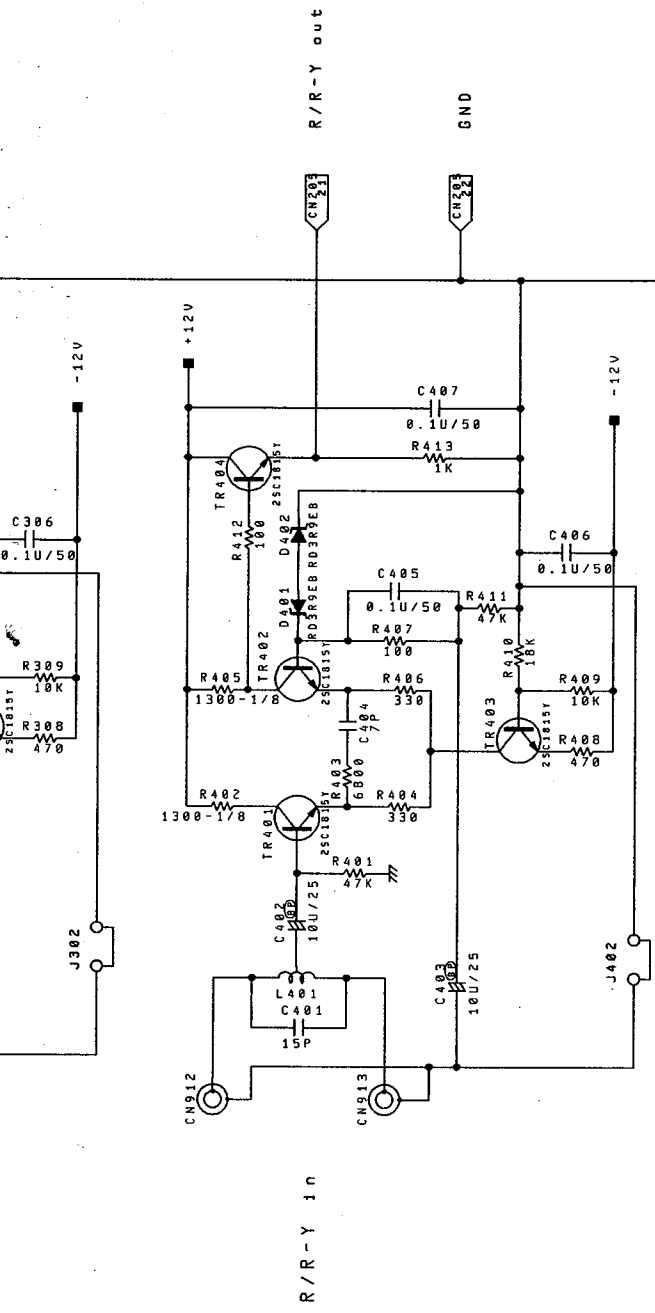 R/R-Y out
GND
CN205
21
CN205
22
+12V
-12V
-12V
C407
0.1U/50
R413
1K
TR404
2SC1815Y
R412
100
D402
RD3R9EB
C306
0.1U/50
C406
0.1U/50
D401
RD3R9EB
C405
0.1U/50
R411
47K
R407
100
TR402
2SC1815Y
R410
18K
R309
10K
R405
1300-1/8
R406
330
R409
10K
C404
7P
TR403
2SC1815Y
2SC1815Y
R308
470
R408
470
R403
6800
R402
1300-1/8
R404
330
TR401
2SC1815Y
R401
47K
C402
BP
10U/25
J302
J402
C403
BP
10U/25
L401
C401
15P
CN912
CN913
R/R-Y in